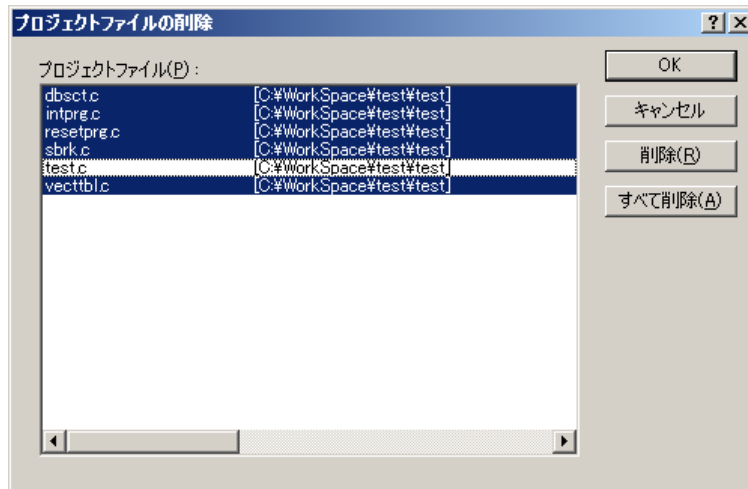 プロジェクトファイルの削除
プロジェクトファイル(P) :
dbsct.c [C:¥WorkSpace¥test¥test]
intprg.c [C:¥WorkSpace¥test¥test]
resetprg.c [C:¥WorkSpace¥test¥test]
sbrk.c [C:¥WorkSpace¥test¥test]
test.c [C:¥WorkSpace¥test¥test]
vecttbl.c [C:¥WorkSpace¥test¥test]
OK
キャンセル
削除(R)
すべて削除(A)